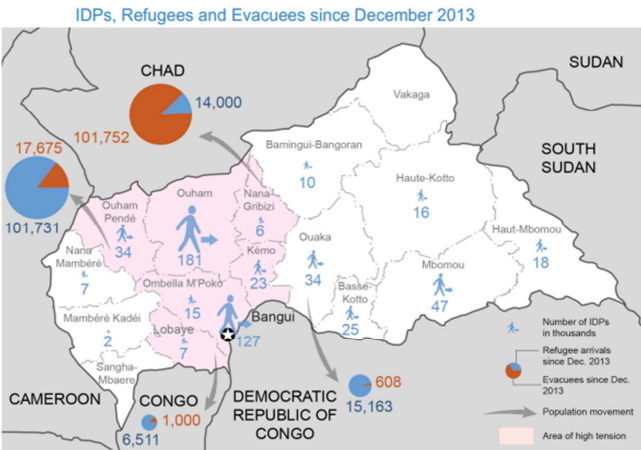 IDPs, Refugees and Evacuees since December 2013
SUDAN
CHAD
14,000
101,752
Vakaga
17,675
101,731
Bamingui-Bangoran
10
SOUTH
SUDAN
Haute-Kotto
16
Ouham
Pendé
34
Ouham
181
Nana-
Gribizi
6
Haut-Mbomou
18
Ouaka
34
Nana
Mambéré
7
Kémo
23
Mbomou
47
Ombella M'Poko
15
Basse-
Kotto
25
Mambéré Kadéi
2
Bangui
127
Lobaye
7
Sangha-
Mbaere
CAMEROON
CONGO
1,000
6,511
DEMOCRATIC
REPUBLIC OF
CONGO
608
15,163
Number of IDPs
in thousands
Refugee arrivals
since Dec. 2013
Evacuees since Dec.
2013
Population movement
Area of high tension